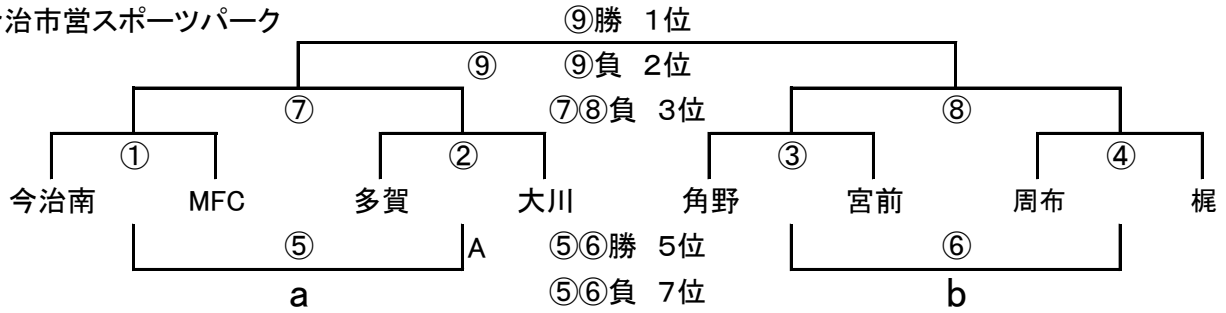 治市営スポーツパーク ⑨勝 1位
⑨ ⑨負 2位
⑦ ⑦⑧負 3位 ⑧
① ② ③ ④
今治南 MFC 多賀 大川 角野 宮前 周布 梶
⑤ A ⑤⑥勝 5位 ⑥
a ⑤⑥負 7位 b